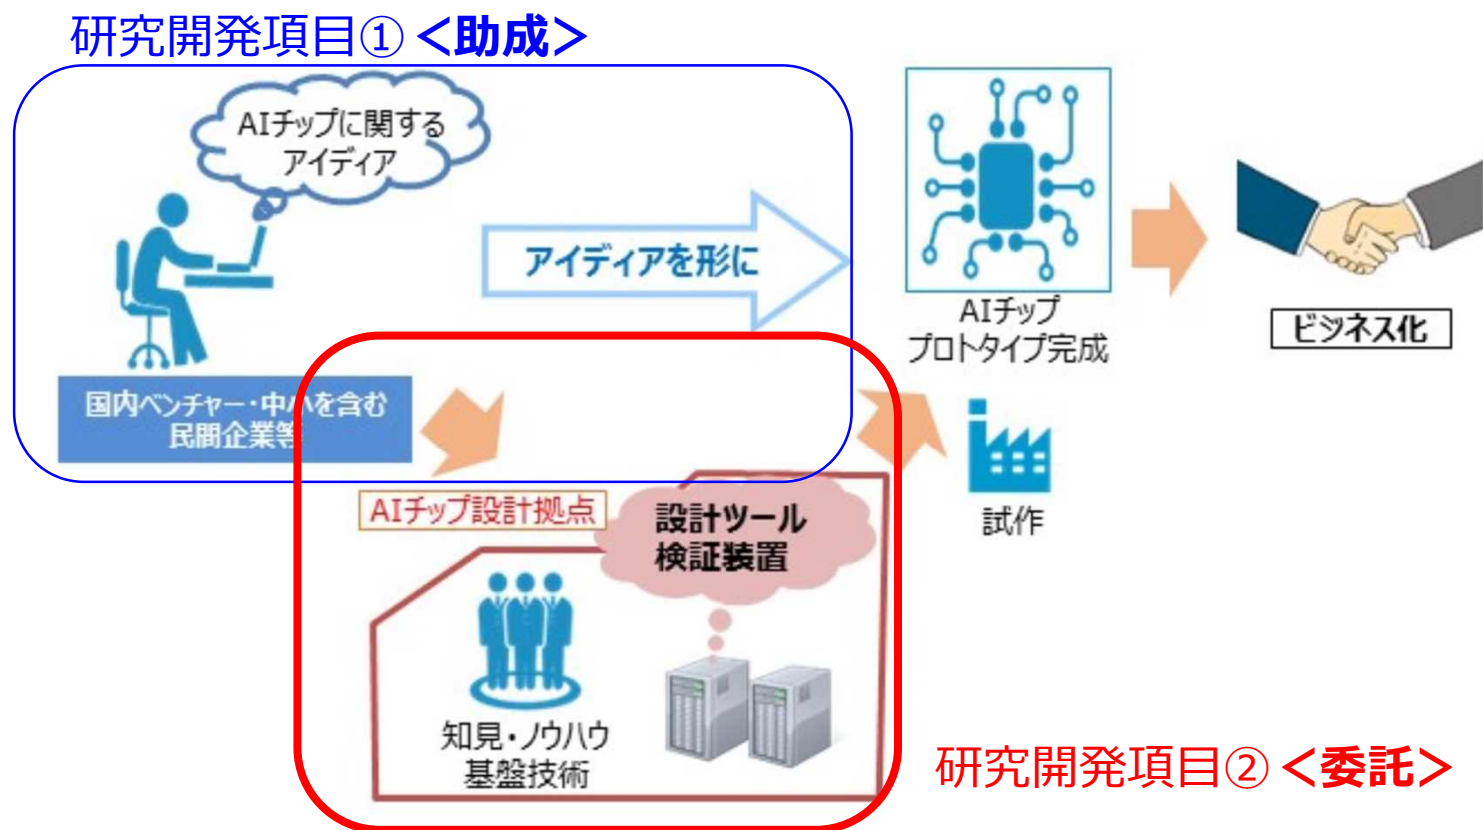 研究開発項目① <助成>
AIチップに関する
アイディア
アイディアを形に
国内ベンチャー・中小を含む
民間企業等
AIチップ
プロトタイプ完成
ビジネス化
試作
AIチップ設計拠点
設計ツール
検証装置
知見・ノウハウ
基盤技術
研究開発項目② <委託>